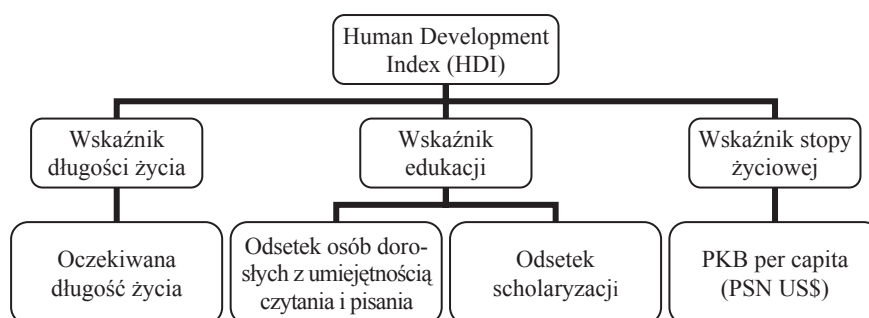 Human Development
Index (HDI)
Wskaźnik
długości życia
Wskaźnik
edukacji
Wskaźnik stopy
życiowej
Oczekiwana
długość życia
Odsetek osób doro-
słych z umiejętnością
czytania i pisania
Odsetek
scholaryzacji
PKB per capita
(PSN US$)